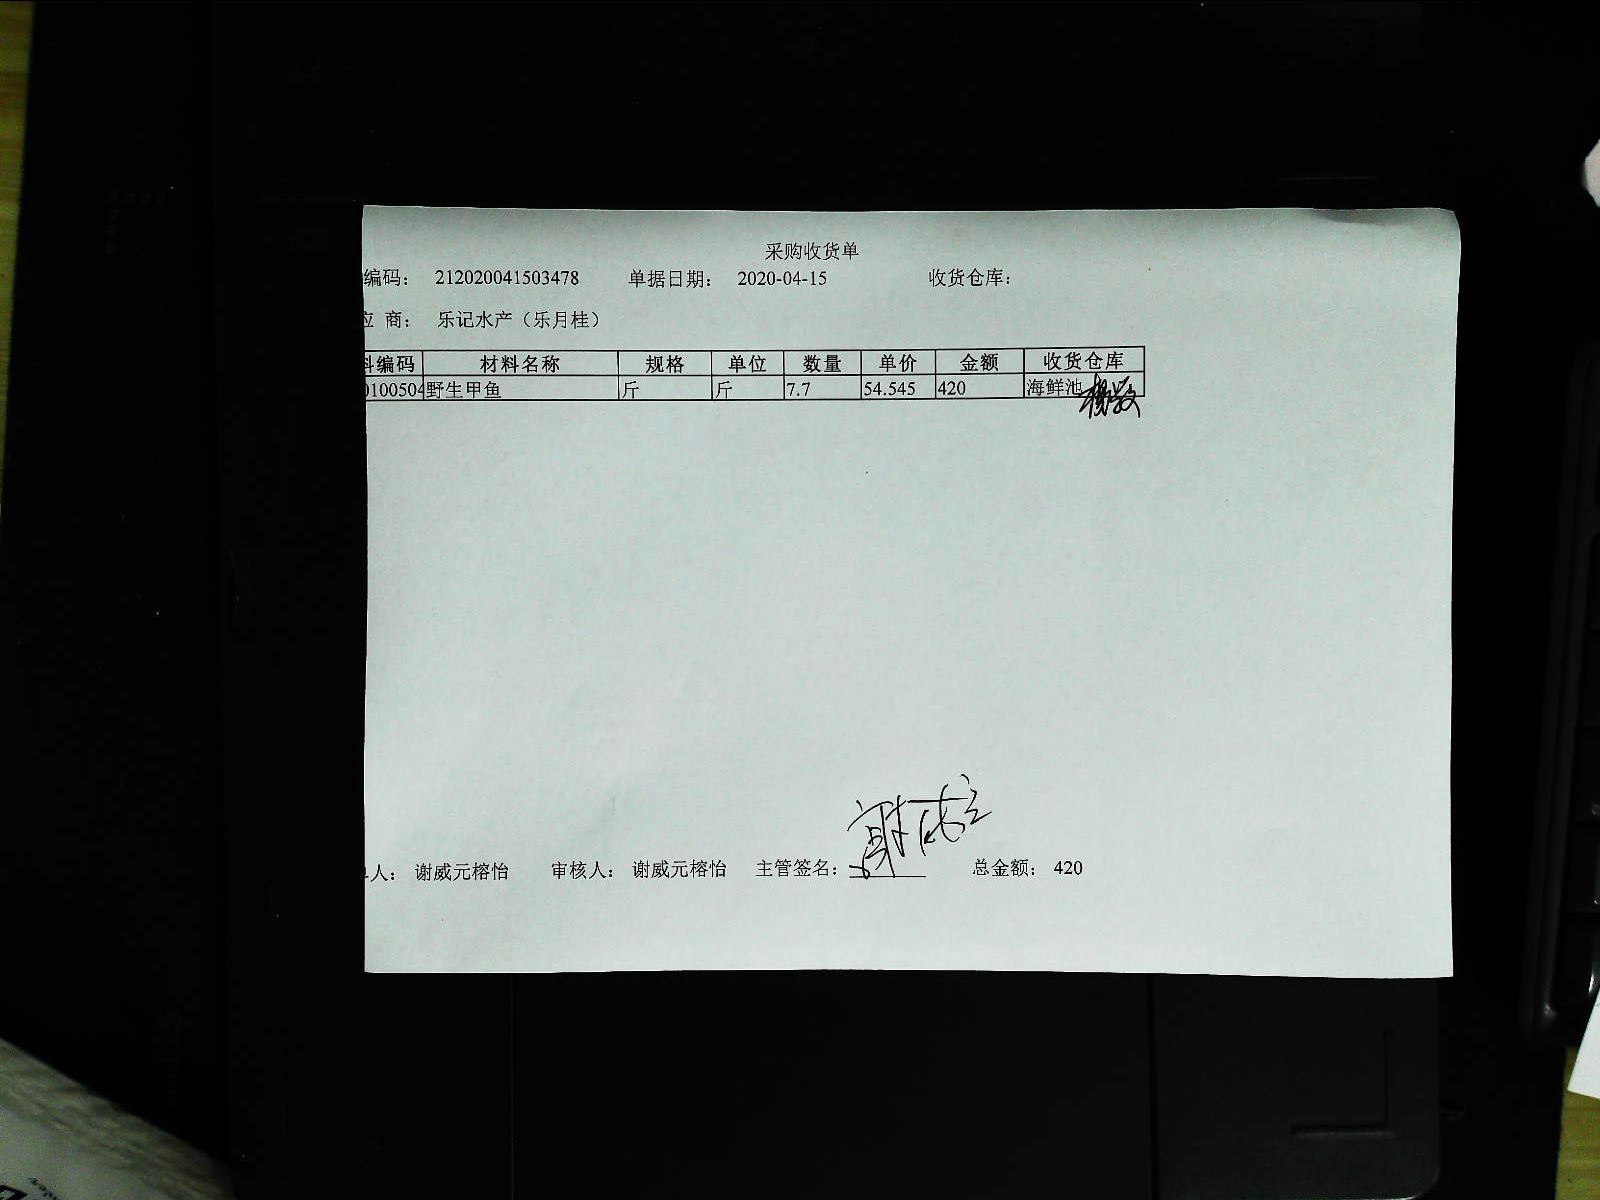 采购收货单
编码： 212020041503478 单据日期： 2020-04-15 收货仓库：
应 商： 乐记水产（乐月桂）
料编码 材料名称 规格 单位 数量 单价 金额 收货仓库
0100504 野生甲鱼 斤 斤 7.7 54.545 420 海鲜池
人： 谢威元榕怡 审核人： 谢威元榕怡 主管签名： 总金额： 420